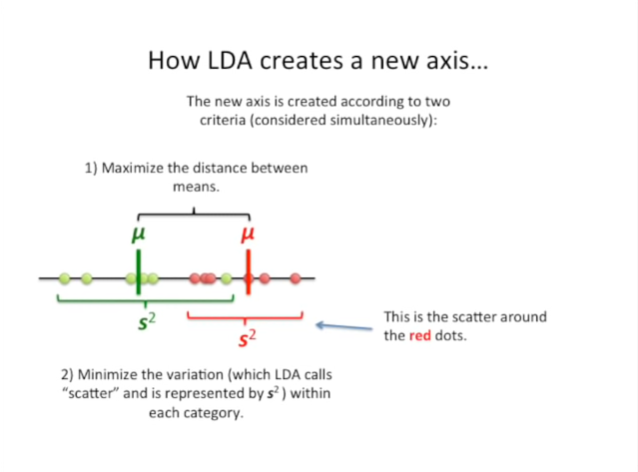 How LDA creates a new axis...
The new axis is created according to two
criteria (considered simultaneously):
1) Maximize the distance between
means.
μ μ
s²
s²
This is the scatter around
the red dots.
2) Minimize the variation (which LDA calls
“scatter” and is represented by s² ) within
each category.